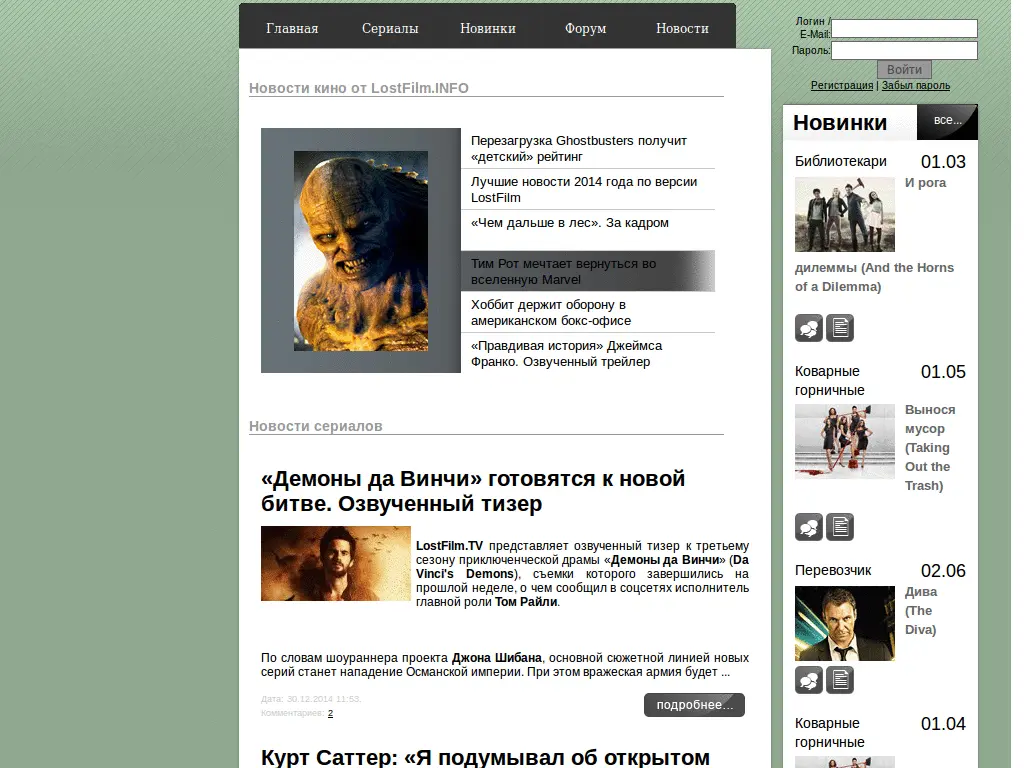 Главная Сериалы Новинки Форум Новости
Логин /
E-Mail:
Пароль:
Войти
Регистрация | Забыл пароль
Новости кино от LostFilm.INFO
Перезагрузка Ghostbusters получит
«детский» рейтинг
Лучшие новости 2014 года по версии
LostFilm
«Чем дальше в лес». За кадром
Тим Рот мечтает вернуться во
вселенную Marvel
Хоббит держит оборону в
американском бокс-офисе
«Правдивая история» Джеймса
Франко. Озвученный трейлер
Новости сериалов
«Демоны да Винчи» готовятся к новой
битве. Озвученный тизер
LostFilm.TV представляет озвученный тизер к третьему
сезону приключенческой драмы «Демоны да Винчи» (Da
Vinci's Demons), съемки которого завершились на
прошлой неделе, о чем сообщил в соцсетях исполнитель
главной роли Том Райли.
По словам шоураннера проекта Джона Шибана, основной сюжетной линией новых
серий станет нападение Османской империи. При этом вражеская армия будет ...
Дата: 30.12.2014 11:53.
Комментариев: 2
подробнее...
Курт Саттер: «Я подумывал об открытом
Новинки
все...
Библиотекари 01.03
И рога
дилеммы (And the Horns
of a Dilemma)
Коварные 01.05
горничные
Вынося
мусор
(Taking
Out the
Trash)
Перевозчик 02.06
Дива
(The
Diva)
Коварные 01.04
горничные